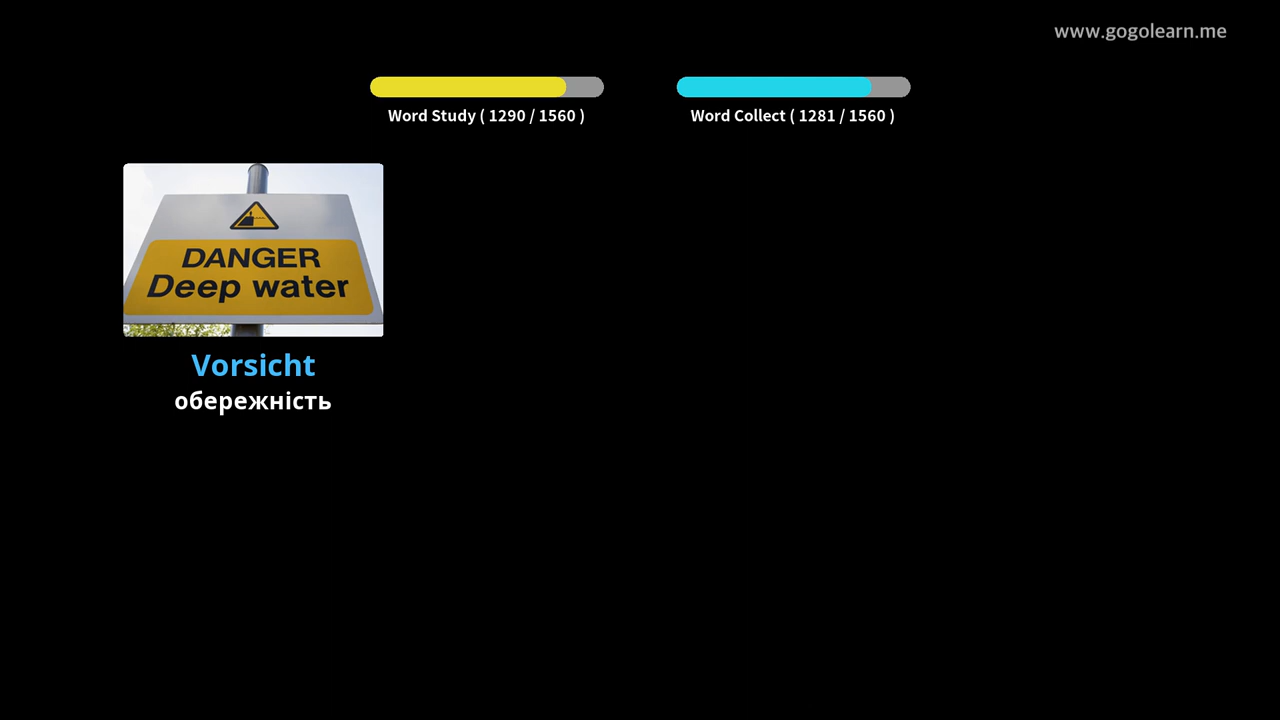 www.gogolearn.me
Word Study ( 1290 / 1560 )
Word Collect ( 1281 / 1560 )
DANGER
Deep water
Vorsicht
обережність